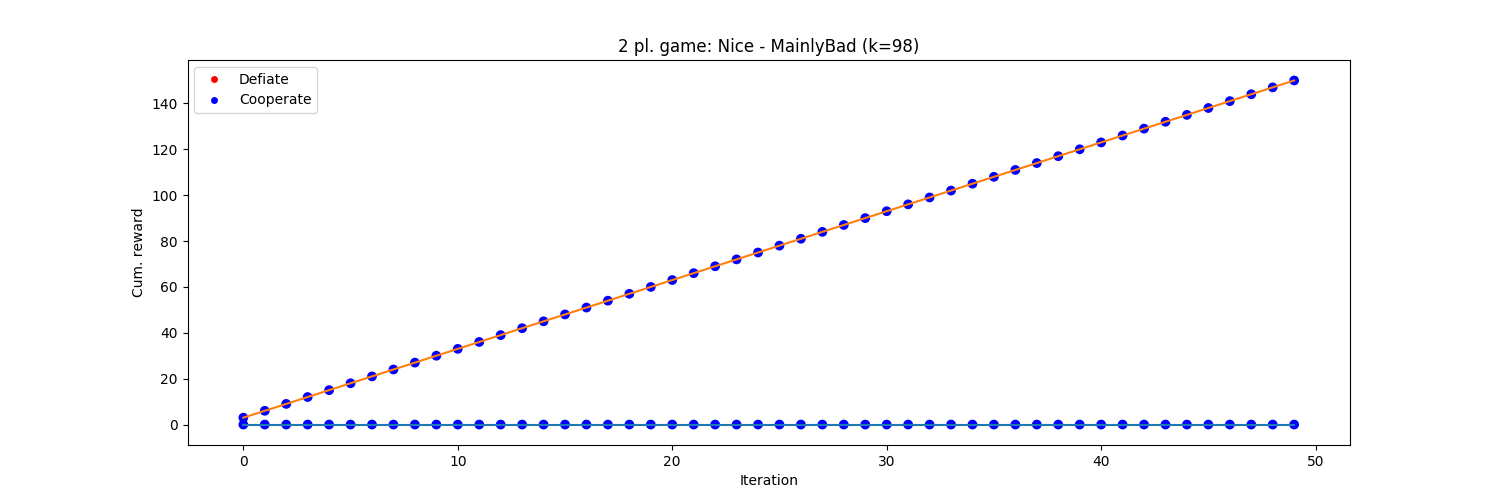 2 pl. game: Nice - MainlyBad (k=98)
Defiate
Cooperate
140
120
100
80
60
40
20
0
Cum. reward
0 10 20 30 40 50
Iteration